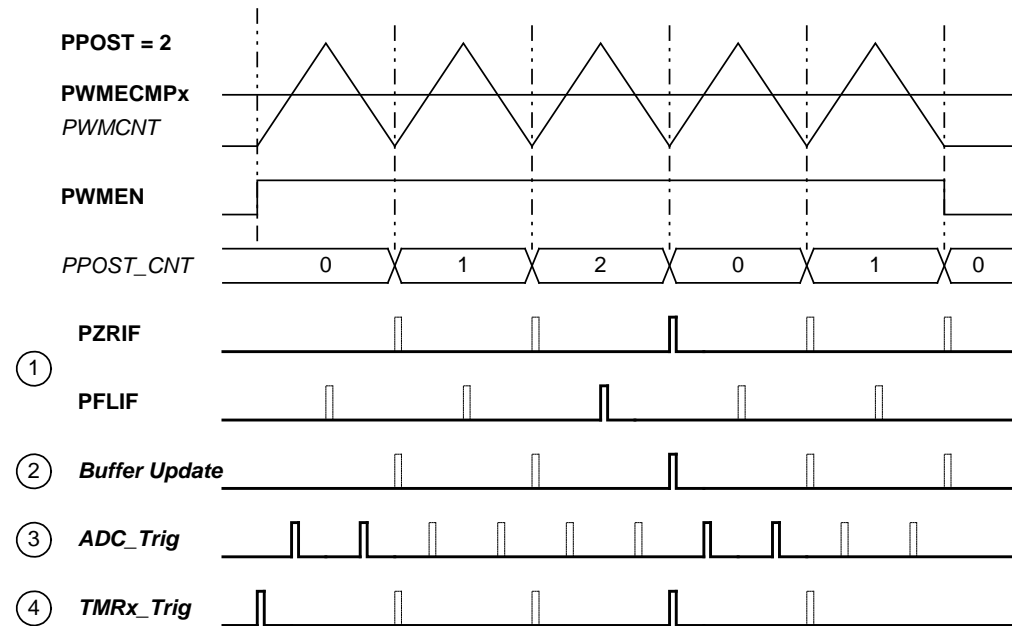 PPOST = 2
PWMECMPx
PWMCNT
PWMEN
PPOST_CNT 0 1 2 0 1 0
PZRIF
1
PFLIF
2 Buffer Update
3 ADC_Trig
4 TMRx_Trig